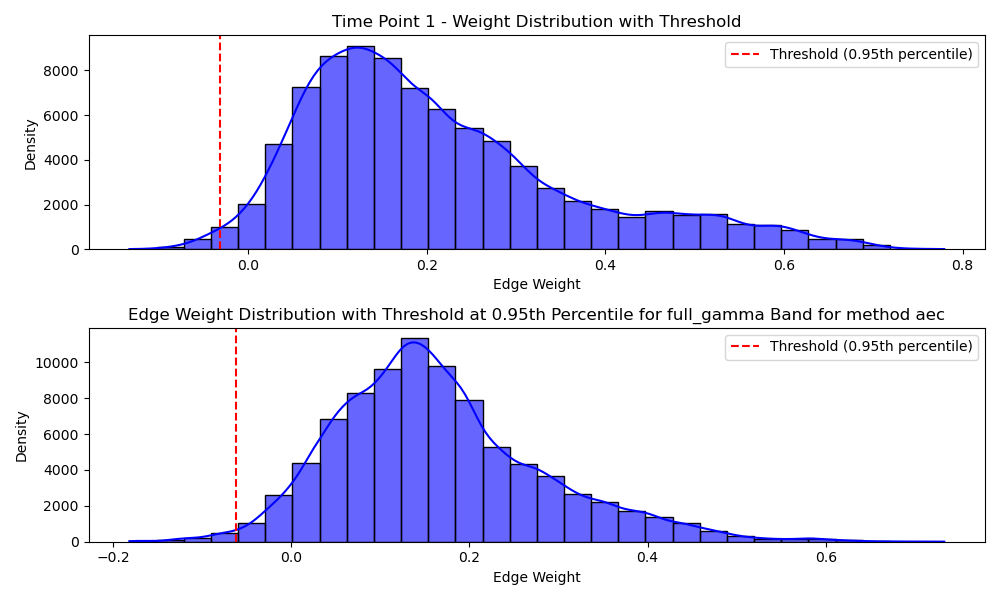 Time Point 1 - Weight Distribution with Threshold
Threshold (0.95th percentile)
Density
8000
6000
4000
2000
0
0.0 0.2 0.4 0.6 0.8
Edge Weight
Edge Weight Distribution with Threshold at 0.95th Percentile for full_gamma Band for method aec
Threshold (0.95th percentile)
Density
10000
8000
6000
4000
2000
0
−0.2 0.0 0.2 0.4 0.6
Edge Weight